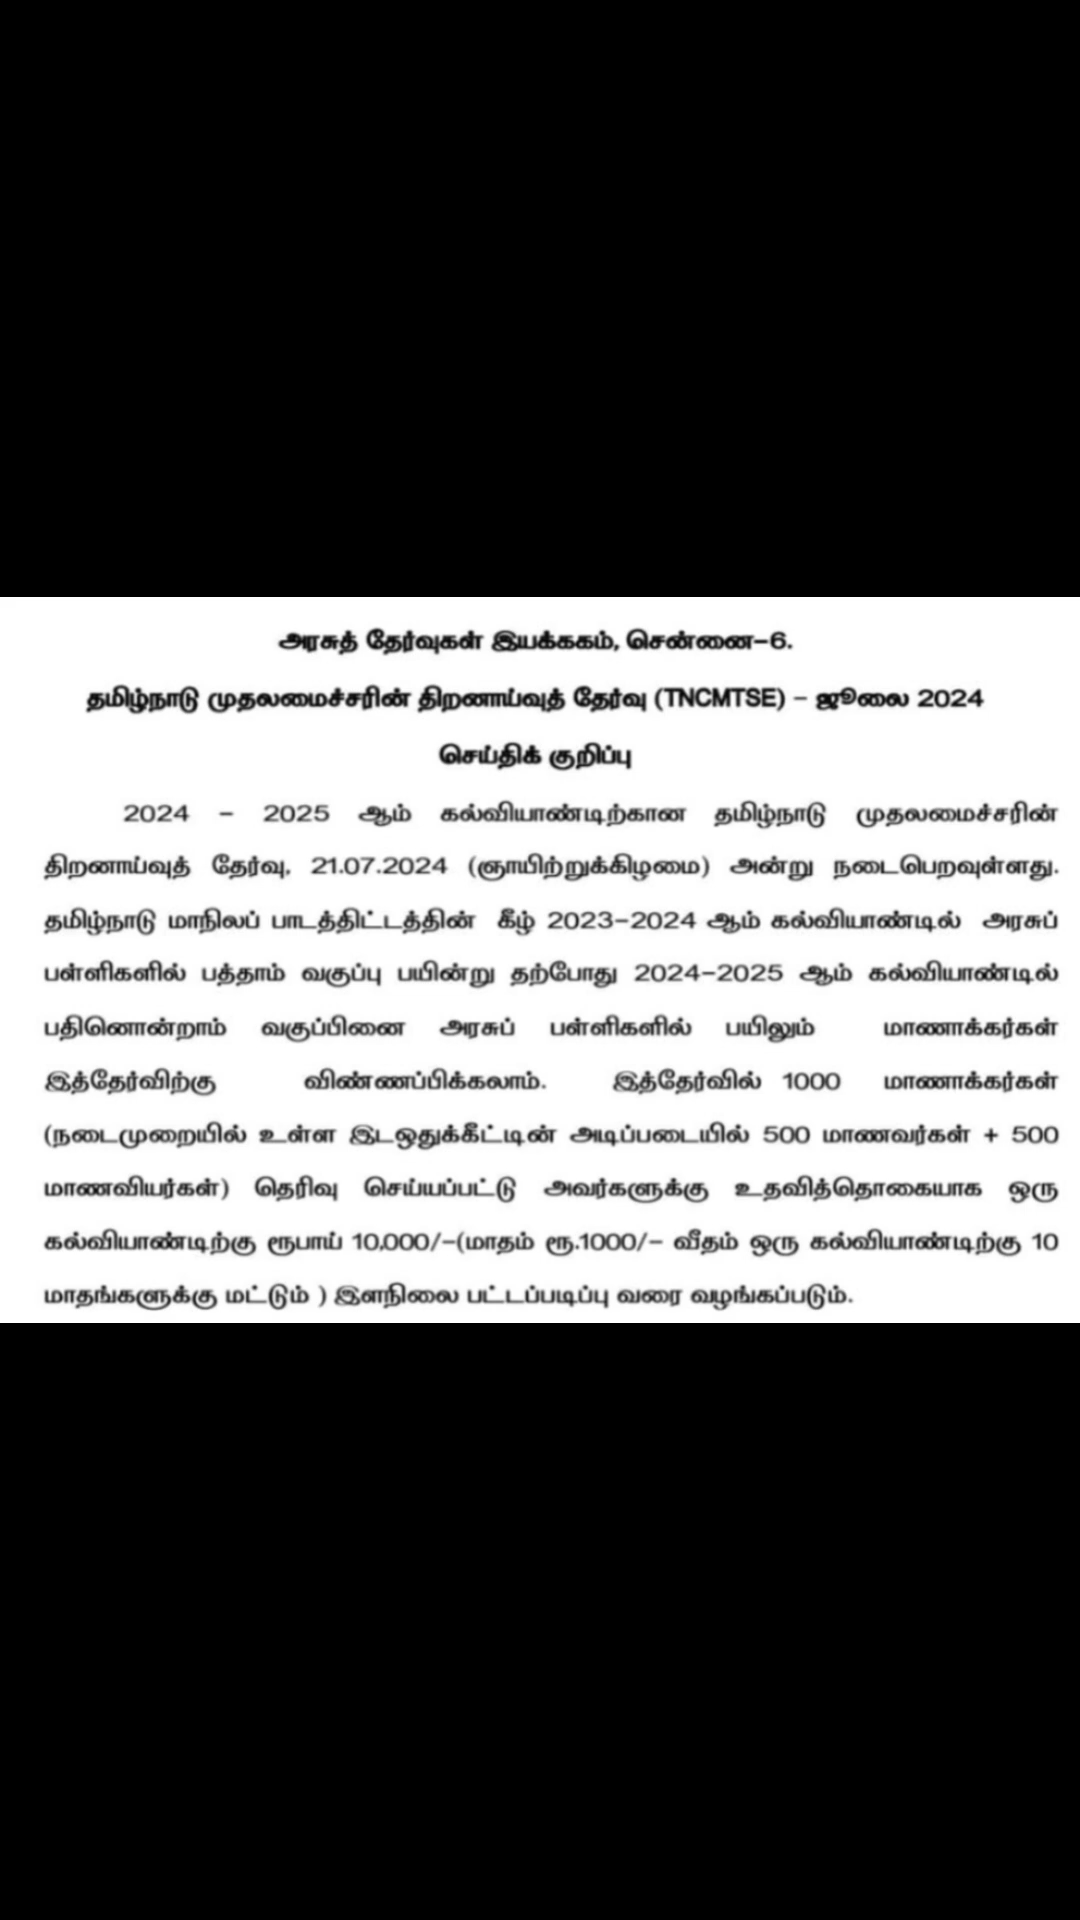 அரசுத் தேர்வுகள் இயக்ககம், சென்னை-6.
தமிழ்நாடு முதலமைச்சரின் திறனாய்வுத் தேர்வு (TNCMTSE) - ஜூலை 2024
செய்திக் குறிப்பு
2024 - 2025 ஆம் கல்வியாண்டிற்கான தமிழ்நாடு முதலமைச்சரின்
திறனாய்வுத் தேர்வு, 21.07.2024 (ஞாயிற்றுக்கிழமை) அன்று நடைபெறவுள்ளது.
தமிழ்நாடு மாநிலப் பாடத்திட்டத்தின் கீழ் 2023-2024 ஆம் கல்வியாண்டில் அரசுப்
பள்ளிகளில் பத்தாம் வகுப்பு பயின்று தற்போது 2024-2025 ஆம் கல்வியாண்டில்
பதினொன்றாம் வகுப்பினை அரசுப் பள்ளிகளில் பயிலும் மாணாக்கர்கள்
இத்தேர்விற்கு விண்ணப்பிக்கலாம். இத்தேர்வில் 1000 மாணாக்கர்கள்
(நடைமுறையில் உள்ள இடஒதுக்கீட்டின் அடிப்படையில் 500 மாணவர்கள் + 500
மாணவியர்கள்) தெரிவு செய்யப்பட்டு அவர்களுக்கு உதவித்தொகையாக ஒரு
கல்வியாண்டிற்கு ரூபாய் 10,000/-(மாதம் ரூ.1000/- வீதம் ஒரு கல்வியாண்டிற்கு 10
மாதங்களுக்கு மட்டும் ) இளநிலை பட்டப்படிப்பு வரை வழங்கப்படும்.